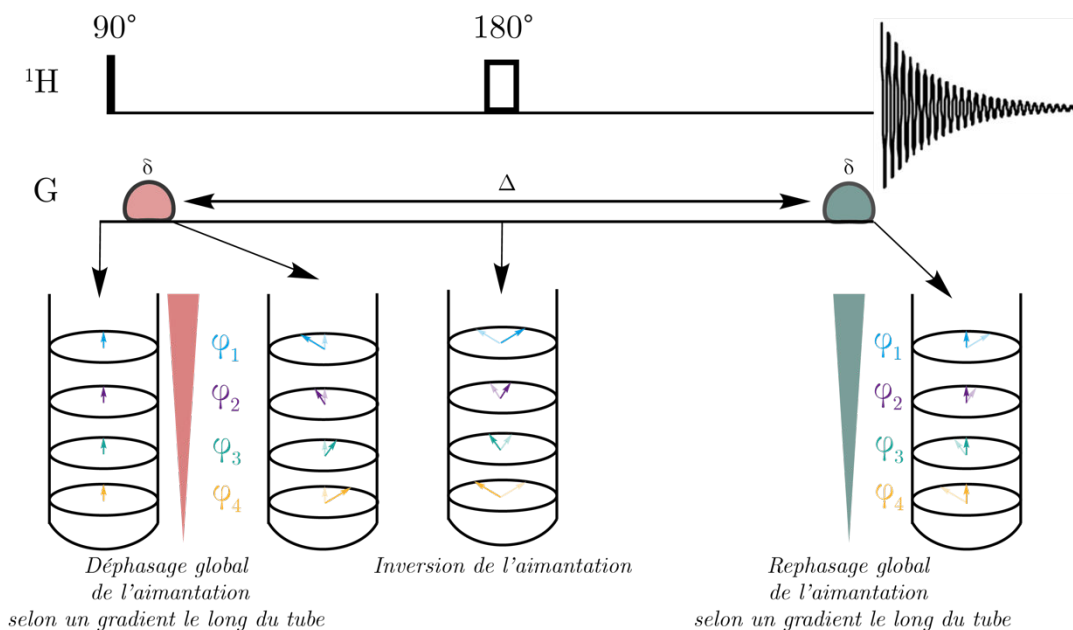 90°
180°
¹H
δ
Δ
δ
G
φ₁
φ₂
φ₃
φ₄
φ₁
φ₂
φ₃
φ₄
Déphasage global
de l'aimantation
selon un gradient le long du tube
Inversion de l'aimantation
Rephasage global
de l'aimantation
selon un gradient le long du tube